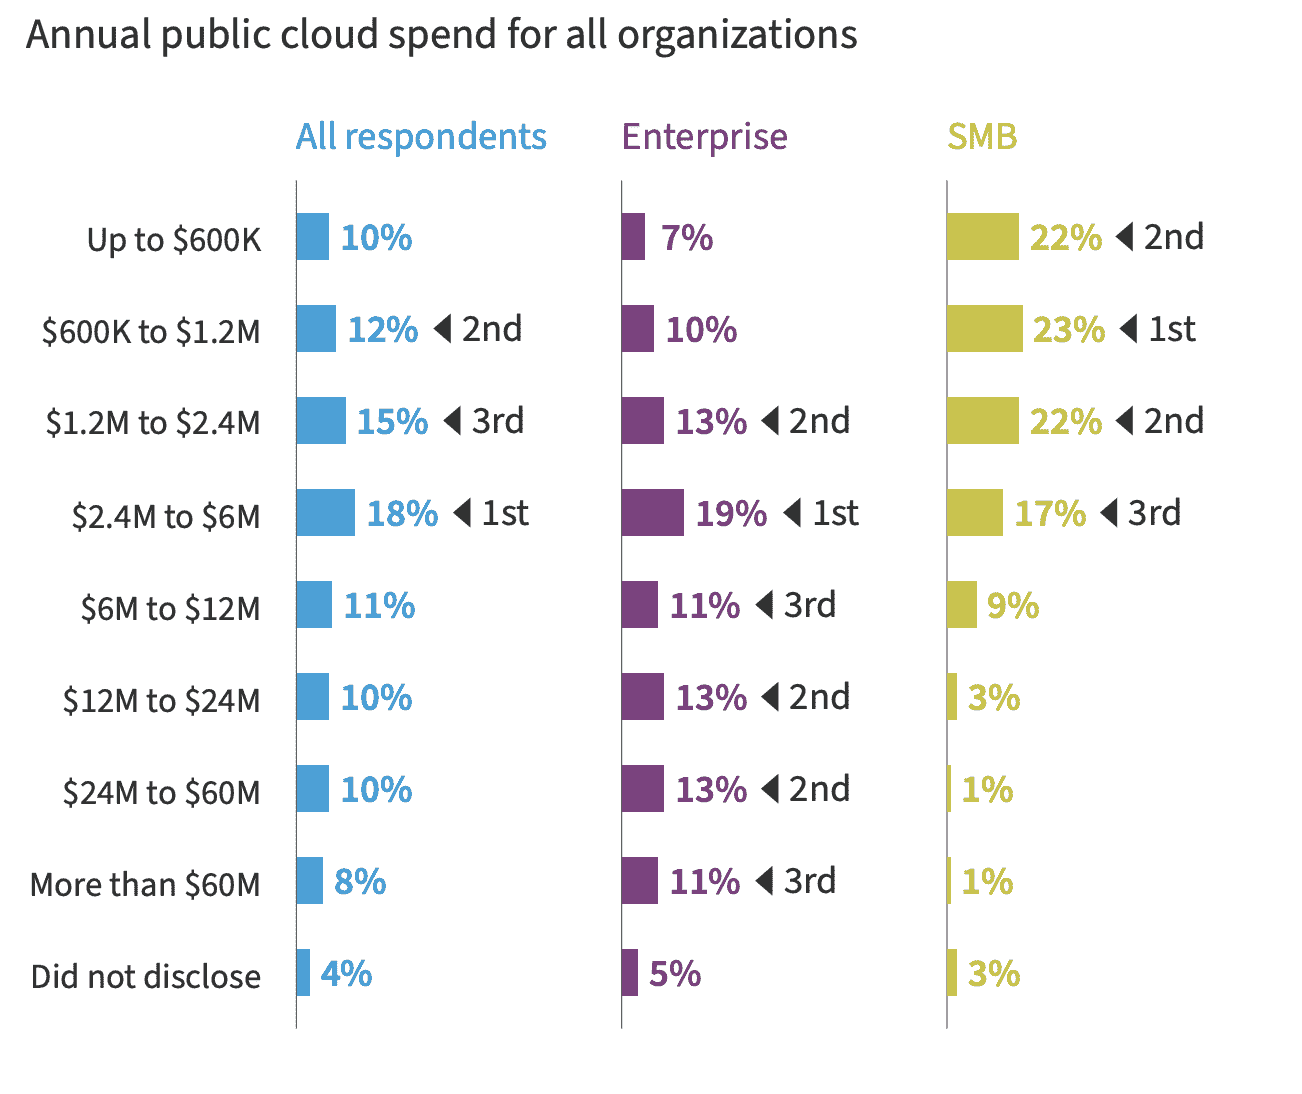 Annual public cloud spend for all organizations
All respondents Enterprise SMB
Up to $600K 10% 7% 22% 2nd
$600K to $1.2M 12% 2nd 10% 23% 1st
$1.2M to $2.4M 15% 3rd 13% 2nd 22% 2nd
$2.4M to $6M 18% 1st 19% 1st 17% 3rd
$6M to $12M 11% 11% 3rd 9%
$12M to $24M 10% 13% 2nd 3%
$24M to $60M 10% 13% 2nd 1%
More than $60M 8% 11% 3rd 1%
Did not disclose 4% 5% 3%